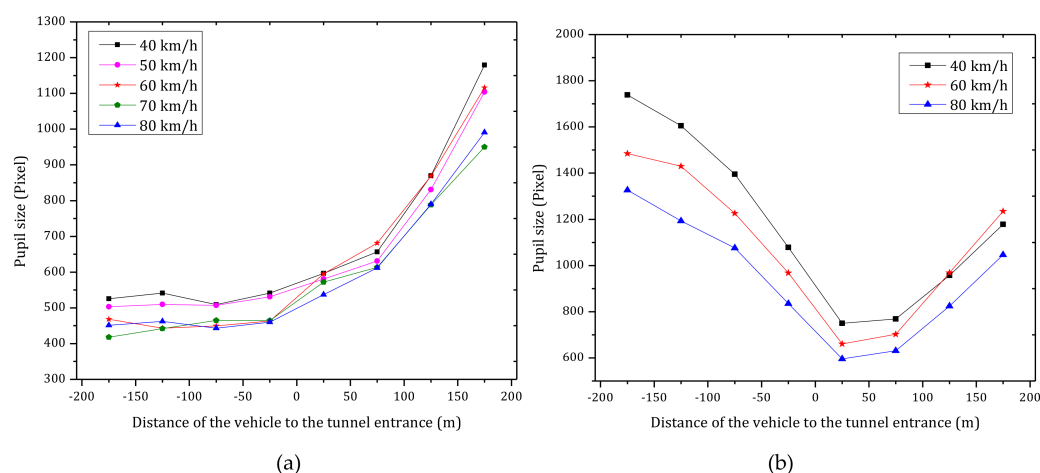 1300
1200
1100
1000
900
800
700
600
500
400
300
40 km/h
50 km/h
60 km/h
70 km/h
80 km/h
Pupil size (Pixel)
-200 -150 -100 -50 0 50 100 150 200
Distance of the vehicle to the tunnel entrance (m)
(a)
2000
1800
1600
1400
1200
1000
800
600
40 km/h
60 km/h
80 km/h
Pupil size (Pixel)
-200 -150 -100 -50 0 50 100 150 200
Distance of the vehicle to the tunnel entrance (m)
(b)